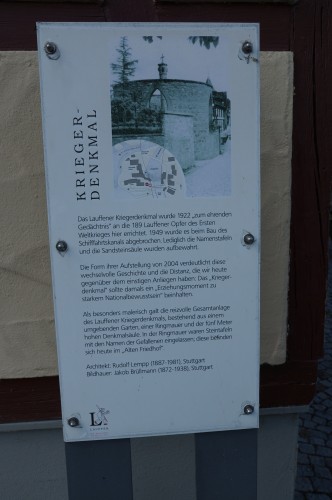 KRIEGER-
DENKMAL
Das Lauffener Kriegerdenkmal wurde 1922 „zum ehrenden
Gedächtnis" an die 189 Lauffener Opfer des Ersten
Weltkrieges hier errichtet. 1949 wurde es beim Bau des
Schifffahrtskanals abgebrochen. Lediglich die Namenstafeln
und die Sandsteinsäule wurden aufbewahrt.
Die Form ihrer Aufstellung von 2004 verdeutlicht diese
wechselvolle Geschichte und die Distanz, die wir heute
gegenüber dem einstigen Anliegen haben: Das „Krieger-
denkmal" sollte damals ein „Erziehungsmoment zu
starkem Nationalbewusstsein" beinhalten.
Als besonders malerisch galt die reizvolle Gesamtanlage
des Lauffener Kriegerdenkmals, bestehend aus einem
umgebenden Garten, einer Ringmauer und der fünf Meter
hohen Denkmalsäule. In der Ringmauer waren Steintafeln
mit den Namen der Gefallenen eingelassen; diese befinden
sich heute im „Alten Friedhof".
Architekt: Rudolf Lempp (1887-1981), Stuttgart
Bildhauer: Jakob Brüllmann (1872-1938), Stuttgart
L
LAUFFEN